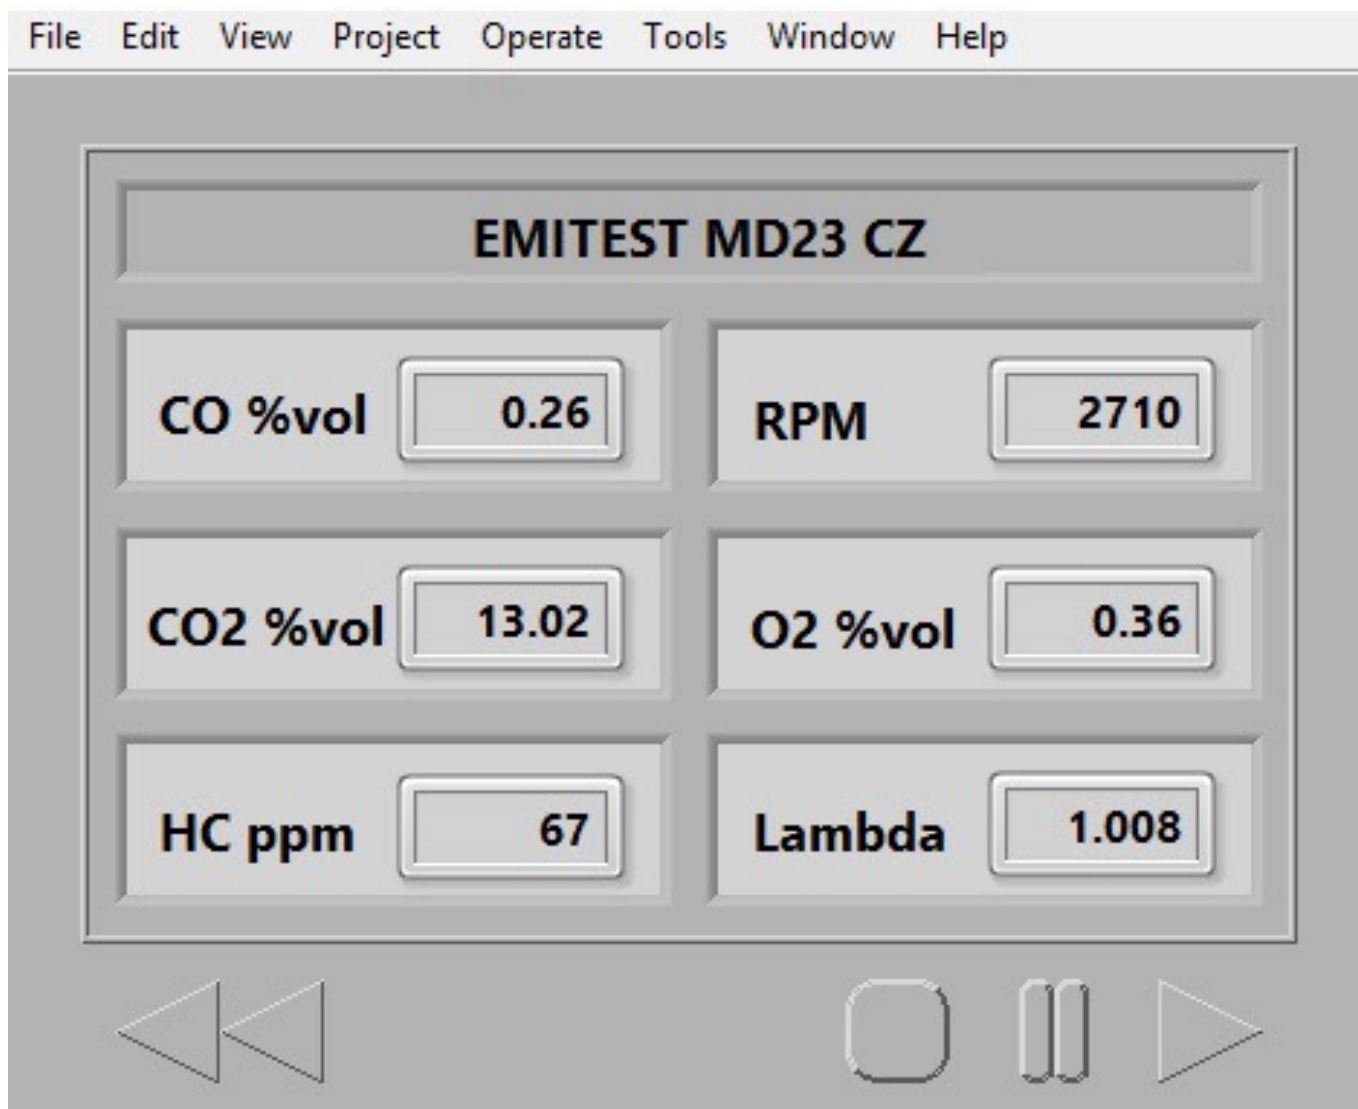 File Edit View Project Operate Tools Window Help
EMITEST MD23 CZ
CO %vol 0.26
RPM 2710
CO2 %vol 13.02
O2 %vol 0.36
HC ppm 67
Lambda 1.008